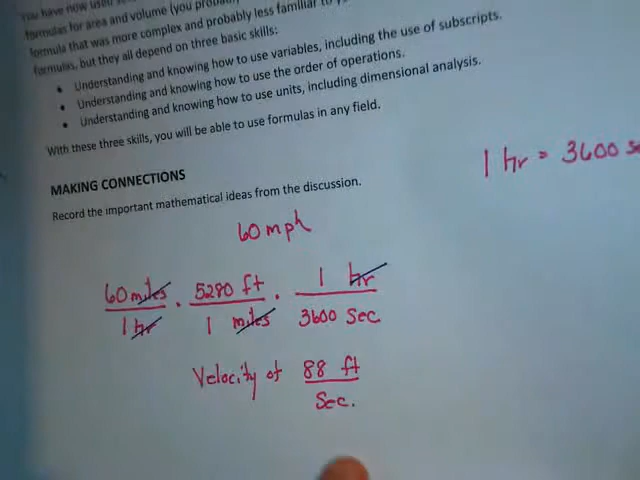 You have now used
formulas for area and volume (you
formula that was more complex and probably less familiar to
formulas, but they all depend on three basic skills:
• Understanding and knowing how to use variables, including the use of subscripts.
• Understanding and knowing how to use the order of operations.
• Understanding and knowing how to use units, including dimensional analysis.
With these three skills, you will be able to use formulas in any field.
1 hr = 3600
MAKING CONNECTIONS
Record the important mathematical ideas from the discussion.
60 mph
60 miles . 5280 ft . 1 hr
1 hr 1 miles 3600 Sec
Velocity of 88 ft
Sec.